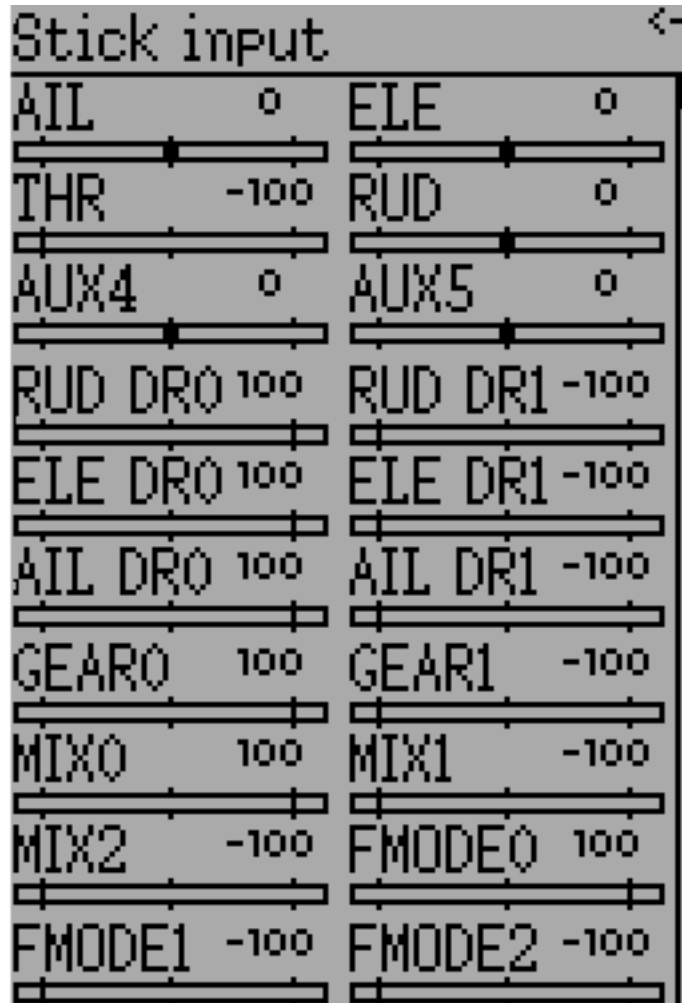 Stick input <-
AIL 0 ELE 0
THR -100 RUD 0
AUX4 0 AUX5 0
RUD DR0 100 RUD DR1 -100
ELE DR0 100 ELE DR1 -100
AIL DR0 100 AIL DR1 -100
GEAR0 100 GEAR1 -100
MIX0 100 MIX1 -100
MIX2 -100 FMODE0 100
FMODE1 -100 FMODE2 -100